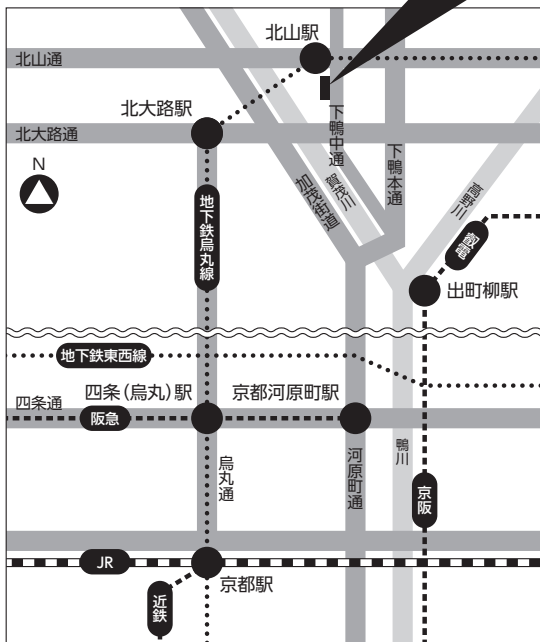 北山駅
北山通
北大路駅
北大路通
下鴨中通
下鴨本通
賀茂川
加茂街道
高野川
N
地下鉄烏丸線
叡電
出町柳駅
地下鉄東西線
四条(烏丸)駅
京都河原町駅
四条通
阪急
烏丸通
河原町通
鴨川
京阪
JR
京都駅
近鉄